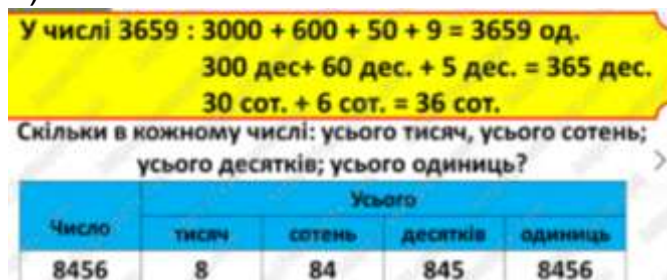 У числі 3659 : 3000 + 600 + 50 + 9 = 3659 од.
300 дес+ 60 дес. + 5 дес. = 365 дес.
30 сот. + 6 сот. = 36 сот.
Скільки в кожному числі: усього тисяч, усього сотень;
усього десятків; усього одиниць?
Усього
Число тисяч сотень десятків одиниць
8456 8 84 845 8456